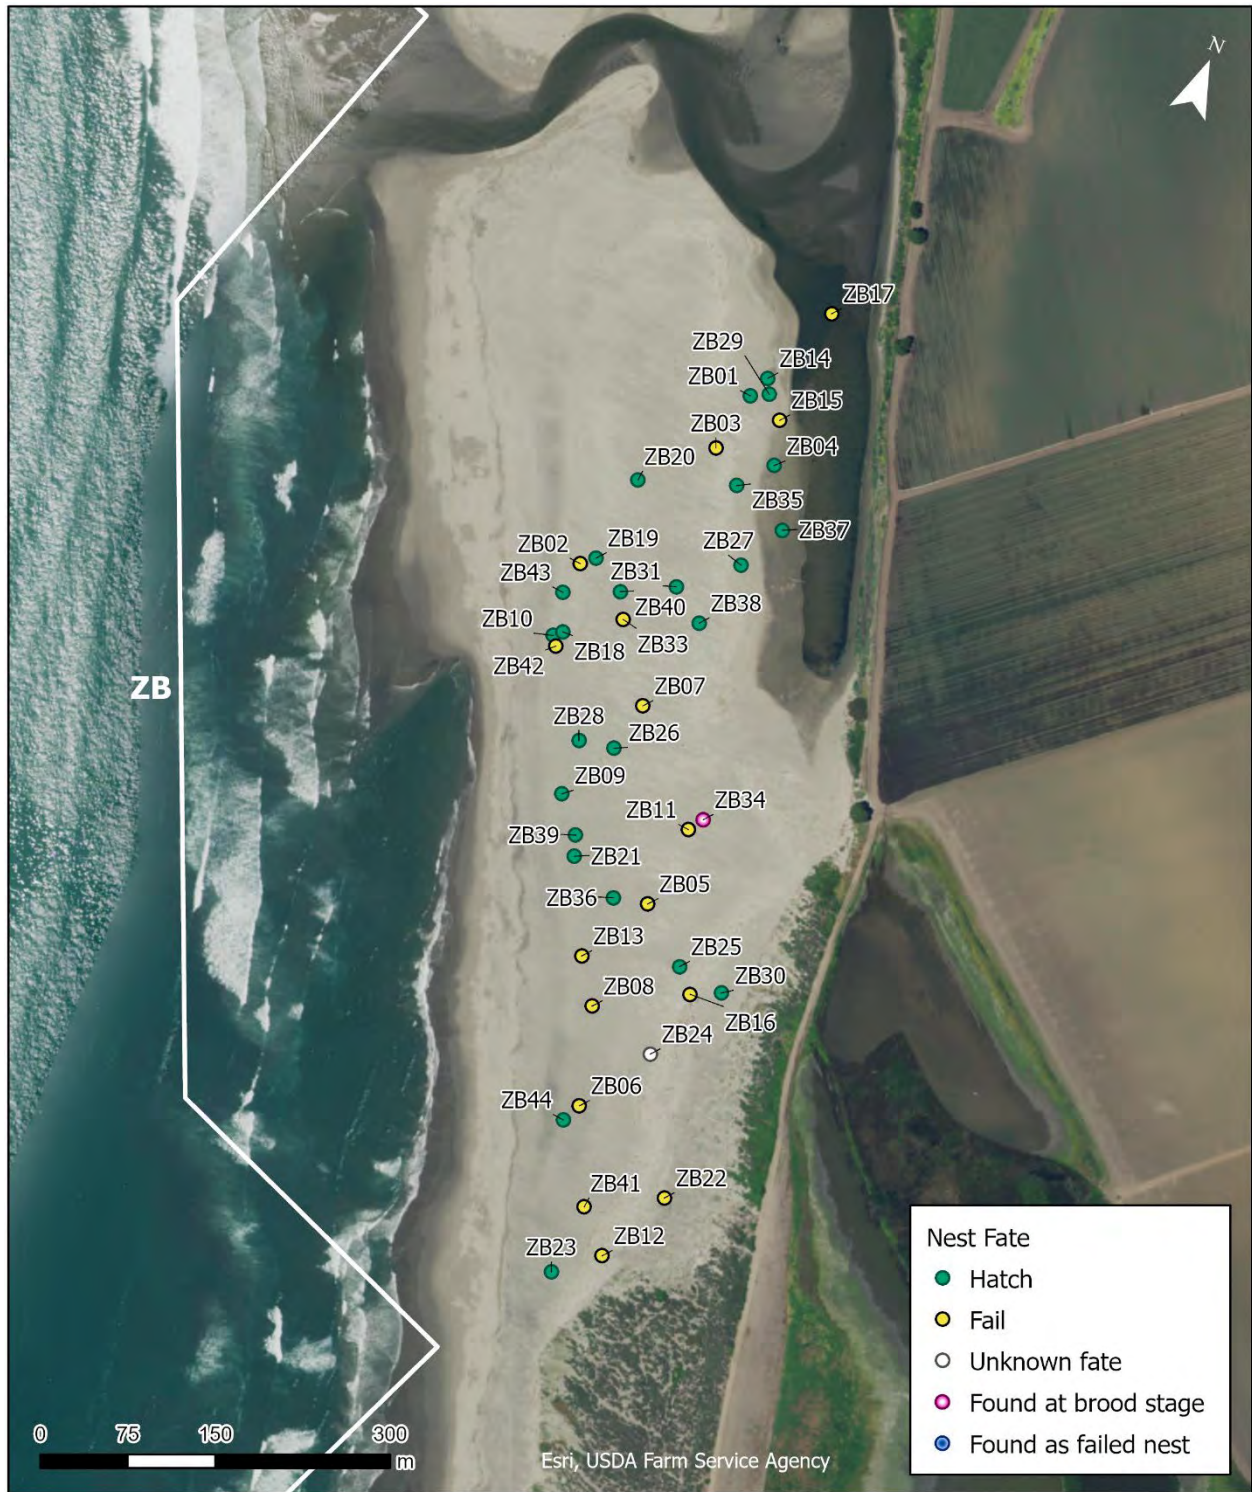 N
ZB17
ZB29
ZB14
ZB01
ZB15
ZB03
ZB04
ZB20
ZB35
ZB37
ZB02
ZB19
ZB27
ZB43
ZB31
ZB40
ZB38
ZB10
ZB33
ZB18
ZB42
ZB
ZB07
ZB28
ZB26
ZB09
ZB34
ZB11
ZB39
ZB21
ZB36
ZB05
ZB13
ZB25
ZB30
ZB08
ZB16
ZB24
ZB06
ZB44
ZB41
ZB22
ZB12
ZB23
Nest Fate
Hatch
Fail
Unknown fate
Found at brood stage
Found as failed nest
0 75 150 300
m
Esri, USDA Farm Service Agency